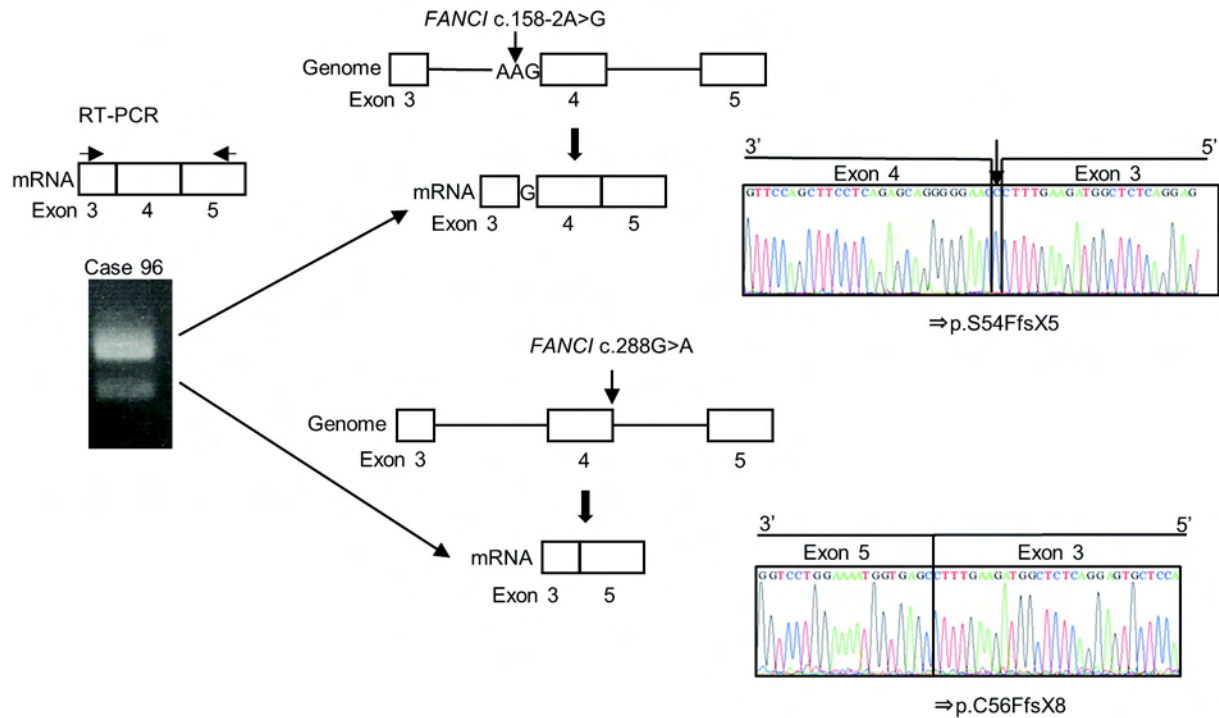 FANCI c.158-2A>G
Genome
AAG
Exon 3
4
5
RT-PCR
mRNA
Exon 3
4
5
mRNA
G
Exon 3
4
5
3’
5’
Exon 4
Exon 3
GTTCCAGCTTCCTCAGAGCAGGGGGAAGCCTTTGAAGATGGCTCTCAGGAG
⇒p.S54FfsX5
Case 96
FANCI c.288G>A
Genome
Exon 3
4
5
mRNA
Exon 3
5
3’
5’
Exon 5
Exon 3
GGTCCTGGAAAATGGTGAGCCTTTGAAGATGGCTCTCAGGAGTGCTCCA
⇒p.C56FfsX8